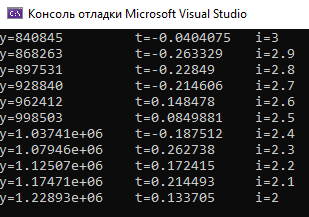 Консоль отладки Microsoft Visual Studio
y=840845 t=-0.0404075 i=3
y=868263 t=-0.263329 i=2.9
y=897531 t=-0.22849 i=2.8
y=928840 t=-0.214606 i=2.7
y=962412 t=0.148478 i=2.6
y=998503 t=0.0849881 i=2.5
y=1.03741e+06 t=-0.187512 i=2.4
y=1.07946e+06 t=0.262738 i=2.3
y=1.12507e+06 t=0.172415 i=2.2
y=1.17471e+06 t=0.214493 i=2.1
y=1.22893e+06 t=0.133705 i=2